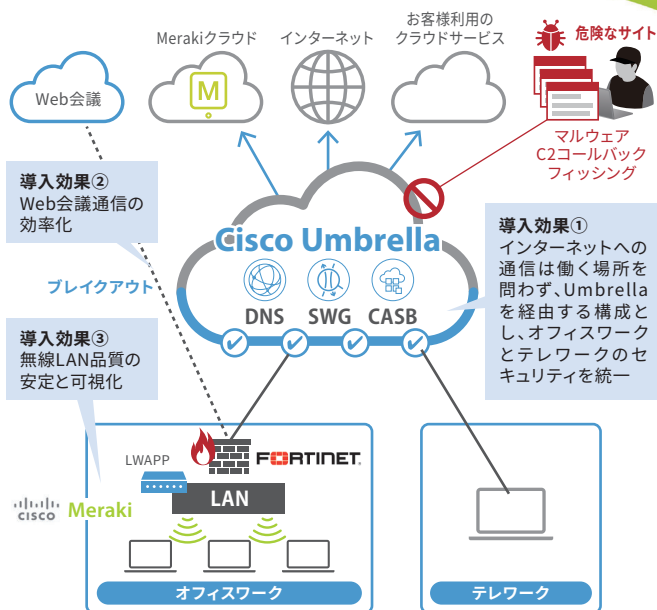 お客様利用の
クラウドサービス
Merakiクラウド
インターネット
危険なサイト
Web会議
M
マルウェア
C2コールバック
フィッシング
導入効果②
Web会議通信の
効率化
Cisco Umbrella
導入効果①
インターネットへの
通信は働く場所を
問わず、Umbrella
を経由する構成と
し、オフィスワーク
とテレワークのセ
キュリティを統一
ブレイクアウト
DNS
SWG
CASB
導入効果③
無線LAN品質の
安定と可視化
FORTINET
LWAPP
LAN
CISCO Meraki
オフィスワーク
テレワーク